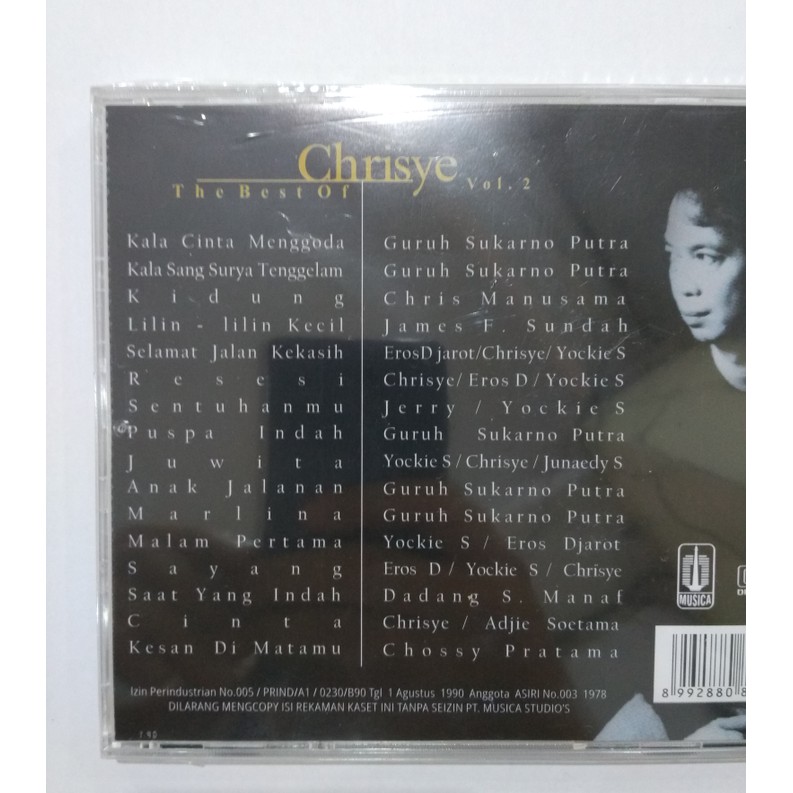 Chrisye
The Best Of Vol. 2
Kala Cinta Menggoda Guruh Sukarno Putra
Kala Sang Surya Tenggelam Guruh Sukarno Putra
Kidung Chris Manusama
Lilin - lilin Kecil James F. Sundah
Selamat Jalan Kekasih ErosDjarot/Chrisye/ Yockie S
Resesi Chrisye/ Eros D / Yockie S
Sentuhanmu Jerry / Yockie S
Puspa Indah Guruh Sukarno Putra
Juwita Yockie S / Chrisye / Junaedy S
Anak Jalanan Guruh Sukarno Putra
Marlina Guruh Sukarno Putra
Malam Pertama Yockie S / Eros Djarot
Sayang Eros D / Yockie S / Chrisye
Saat Yang Indah Dadang S. Manaf
Cinta Chrisye / Adjie Soetama
Kesan Di Matamu Chossy Pratama
MUSICA
8 992880 8
Izin Perindustrian No.005 / PRIND/A1 / 0230/B90 Tgl 1 Agustus 1990 Anggota ASIRI No.003 1978
DILARANG MENGCOPY ISI REKAMAN KASET INI TANPA SEIZIN PT. MUSICA STUDIO'S